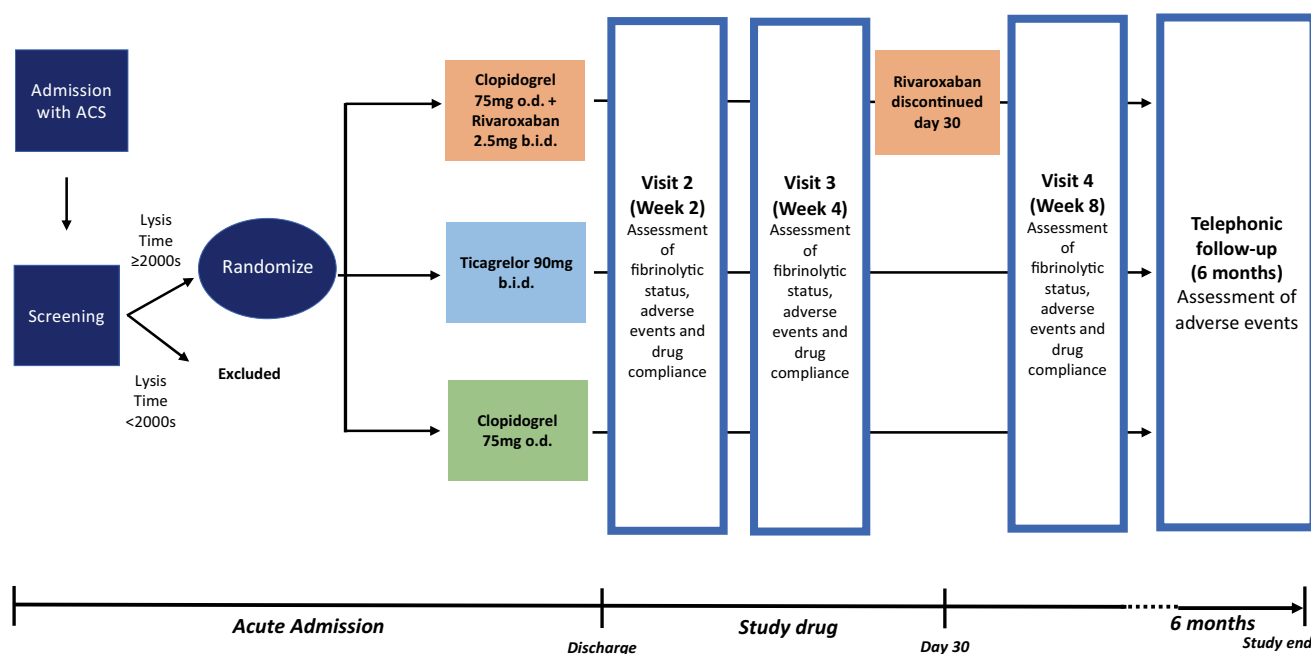 Admission
with ACS
Screening
Lysis
Time
≥2000s
Lysis
Time
<2000s
Randomize
Excluded
Clopidogrel
75mg o.d. +
Rivaroxaban
2.5mg b.i.d.
Ticagrelor 90mg
b.i.d.
Clopidogrel
75mg o.d.
Visit 2
(Week 2)
Assessment
of
fibrinolytic
status,
adverse
events and
drug
compliance
Visit 3
(Week 4)
Assessment
of
fibrinolytic
status,
adverse
events and
drug
compliance
Rivaroxaban
discontinued
day 30
Visit 4
(Week 8)
Assessment
of
fibrinolytic
status,
adverse
events and
drug
compliance
Telephonic
follow-up
(6 months)
Assessment of
adverse events
Acute Admission
Discharge
Study drug
Day 30
6 months
Study end